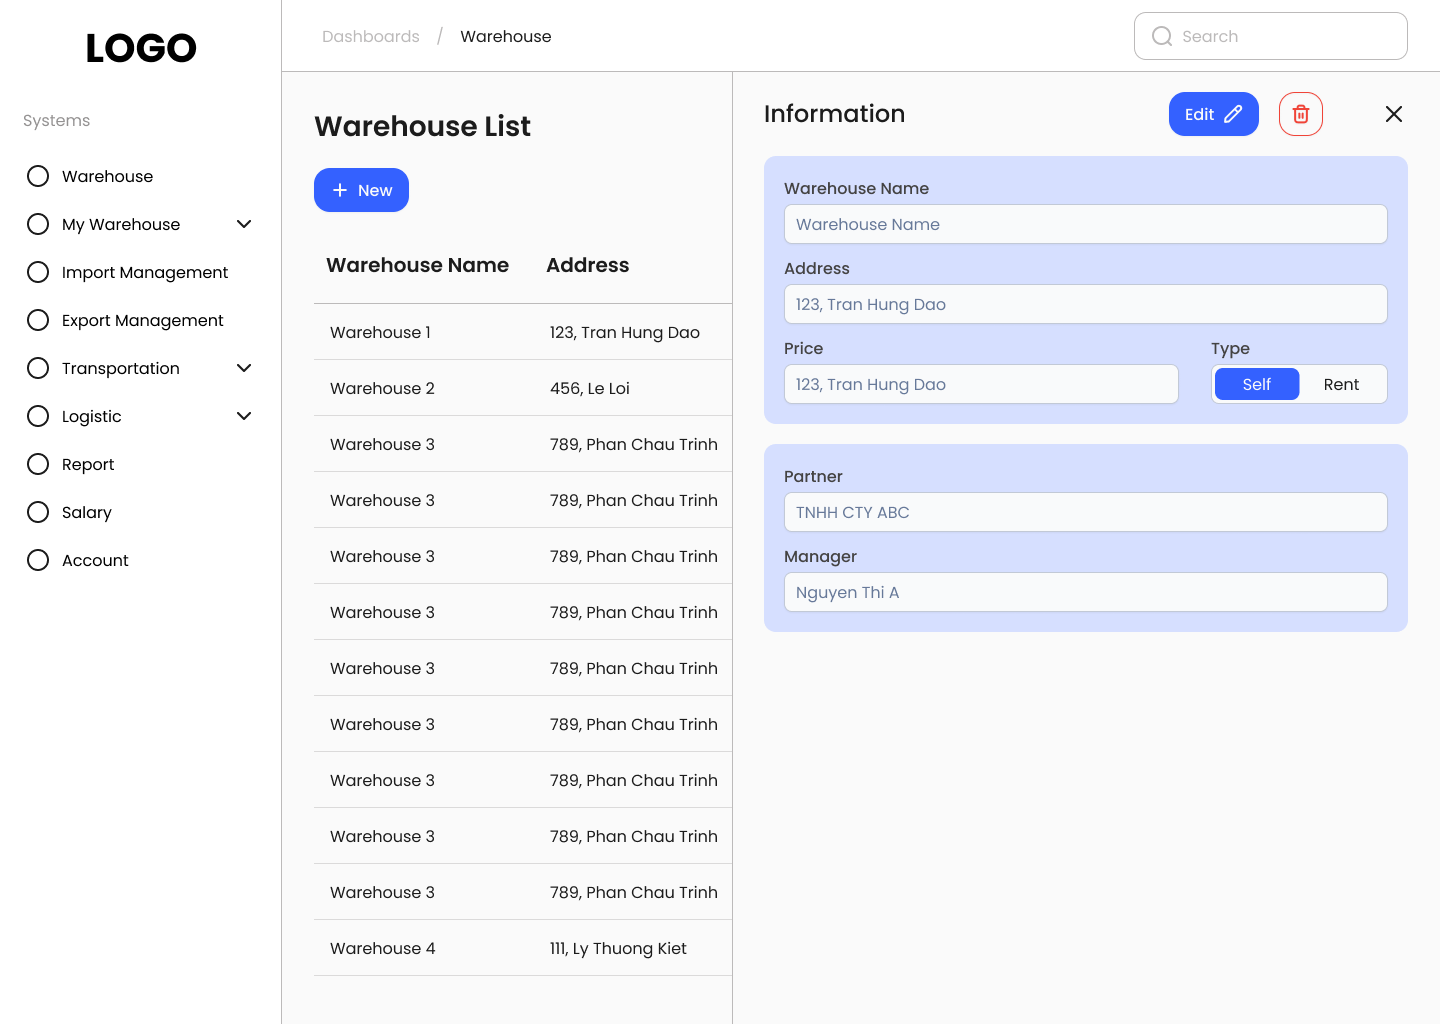 LOGO
Systems
Warehouse
My Warehouse
Import Management
Export Management
Transportation
Logistic
Report
Salary
Account
Dashboards / Warehouse
Search
Warehouse List
New
Warehouse Name Address
Warehouse 1 123, Tran Hung Dao
Warehouse 2 456, Le Loi
Warehouse 3 789, Phan Chau Trinh
Warehouse 3 789, Phan Chau Trinh
Warehouse 3 789, Phan Chau Trinh
Warehouse 3 789, Phan Chau Trinh
Warehouse 3 789, Phan Chau Trinh
Warehouse 3 789, Phan Chau Trinh
Warehouse 3 789, Phan Chau Trinh
Warehouse 3 789, Phan Chau Trinh
Warehouse 3 789, Phan Chau Trinh
Warehouse 4 111, Ly Thuong Kiet
Information
Edit
Warehouse Name
Warehouse Name
Address
123, Tran Hung Dao
Price Type
123, Tran Hung Dao Self Rent
Partner
TNHH CTY ABC
Manager
Nguyen Thi A